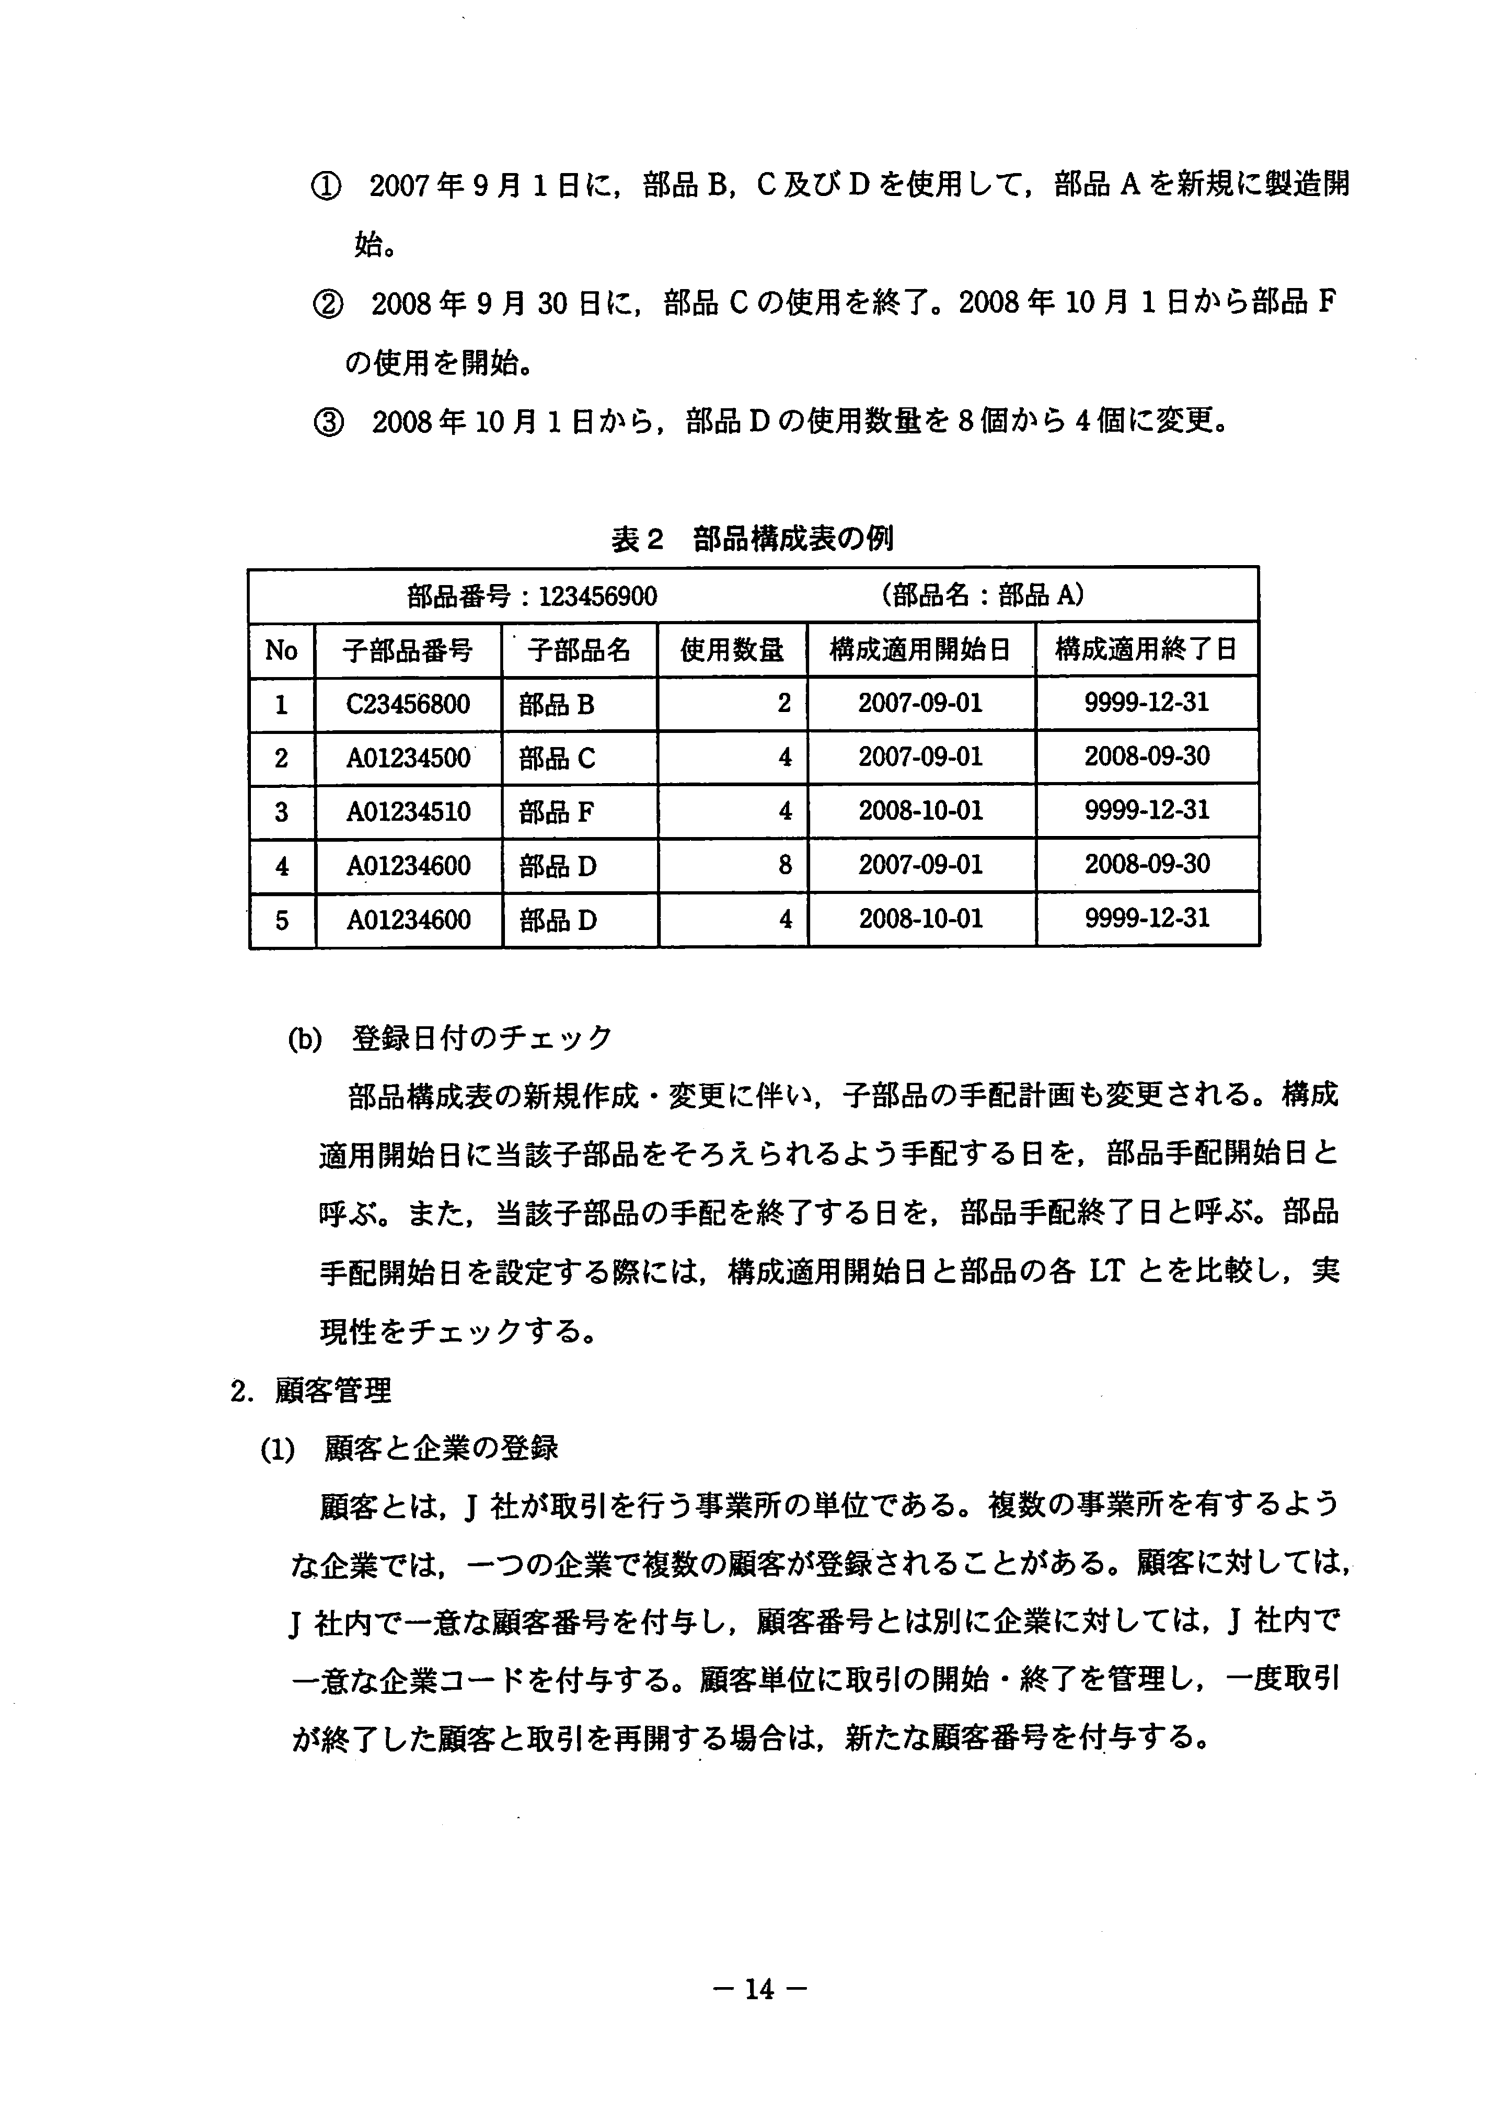 ① 2007年9月1日に，部品B，C及びDを使用して，部品Aを新規に製造開
始。
② 2008年9月30日に，部品Cの使用を終了。2008年10月1日から部品F
の使用を開始。
③ 2008年10月1日から，部品Dの使用数量を8個から4個に変更。
表2 部品構成表の例
部品番号：123456900 （部品名：部品A）
No 子部品番号 子部品名 使用数量 構成適用開始日 構成適用終了日
1 C23456800 部品B 2 2007-09-01 9999-12-31
2 A01234500 部品C 4 2007-09-01 2008-09-30
3 A01234510 部品F 4 2008-10-01 9999-12-31
4 A01234600 部品D 8 2007-09-01 2008-09-30
5 A01234600 部品D 4 2008-10-01 9999-12-31
(b) 登録日付のチェック
部品構成表の新規作成・変更に伴い，子部品の手配計画も変更される。構成
適用開始日に当該子部品をそろえられるよう手配する日を，部品手配開始日と
呼ぶ。また，当該子部品の手配を終了する日を，部品手配終了日と呼ぶ。部品
手配開始日を設定する際には，構成適用開始日と部品の各LTとを比較し，実
現性をチェックする。
2．顧客管理
(1) 顧客と企業の登録
顧客とは，J社が取引を行う事業所の単位である。複数の事業所を有するよう
な企業では，一つの企業で複数の顧客が登録されることがある。顧客に対しては，
J社内で一意な顧客番号を付与し，顧客番号とは別に企業に対しては，J社内で
一意な企業コードを付与する。顧客単位に取引の開始・終了を管理し，一度取引
が終了した顧客と取引を再開する場合は，新たな顧客番号を付与する。
－ 14 －